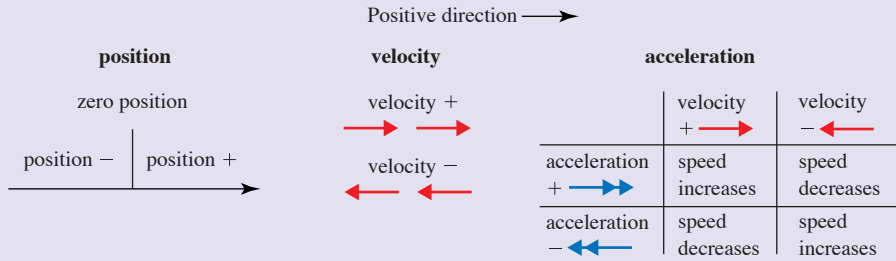 Positive direction
position
velocity
acceleration
zero position
position −
position +
velocity +
velocity −
velocity
+
velocity
−
acceleration
+
speed
increases
speed
decreases
acceleration
−
speed
decreases
speed
increases